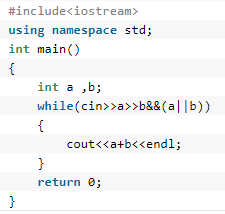 #include<iostream>
using namespace std;
int main()
{
    int a ,b;
    while(cin>>a>>b&&(a||b))
    {
        cout<<a+b<<endl;
    }
    return 0;
}